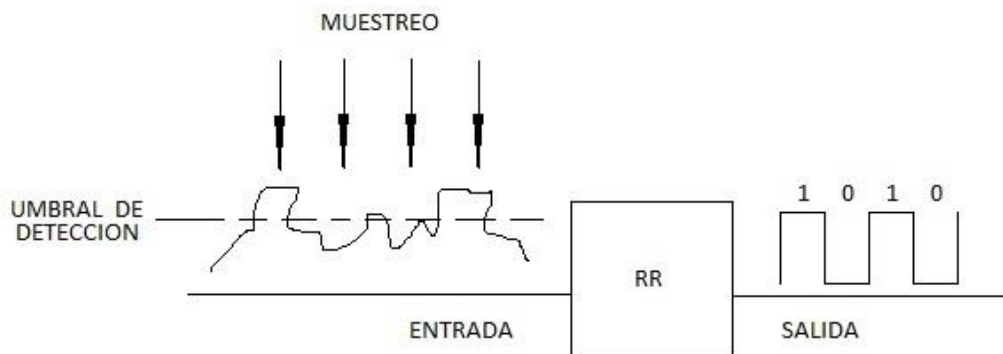 MUESTREO
UMBRAL DE
DETECCION
1 0 1 0
RR
ENTRADA
SALIDA